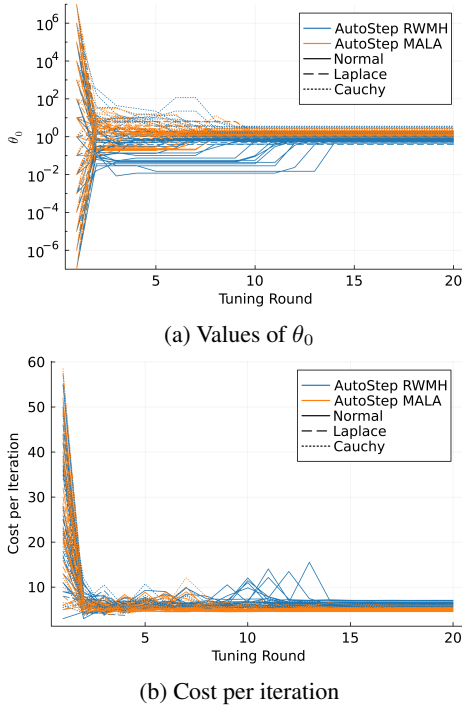 10^6
10^4
10^2
10^0
10^-2
10^-4
10^-6
θ_0
AutoStep RWMH
AutoStep MALA
Normal
Laplace
Cauchy
5 10 15 20
Tuning Round
(a) Values of θ_0
60
50
40
30
20
10
Cost per Iteration
AutoStep RWMH
AutoStep MALA
Normal
Laplace
Cauchy
5 10 15 20
Tuning Round
(b) Cost per iteration